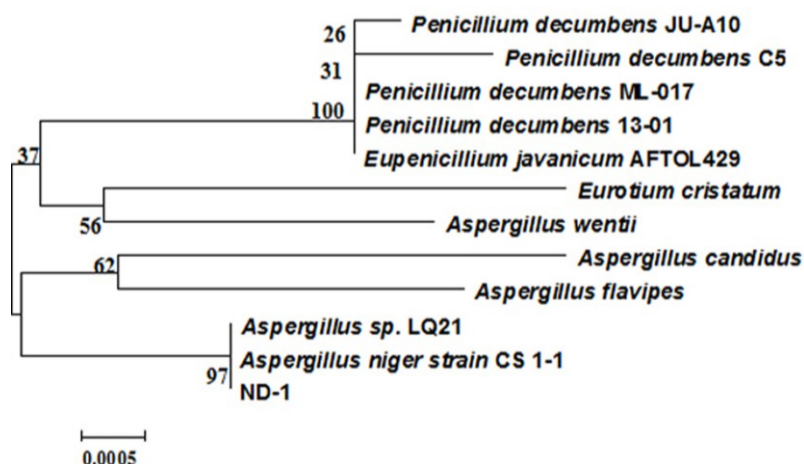 26
Penicillium decumbens JU-A10
31
Penicillium decumbens C5
Penicillium decumbens ML-017
100
Penicillium decumbens 13-01
Eupenicillium javanicum AFTOL429
37
Eurotium cristatum
56
Aspergillus wentii
Aspergillus candidus
62
Aspergillus flavipes
Aspergillus sp. LQ21
Aspergillus niger strain CS 1-1
97
ND-1
0.0005